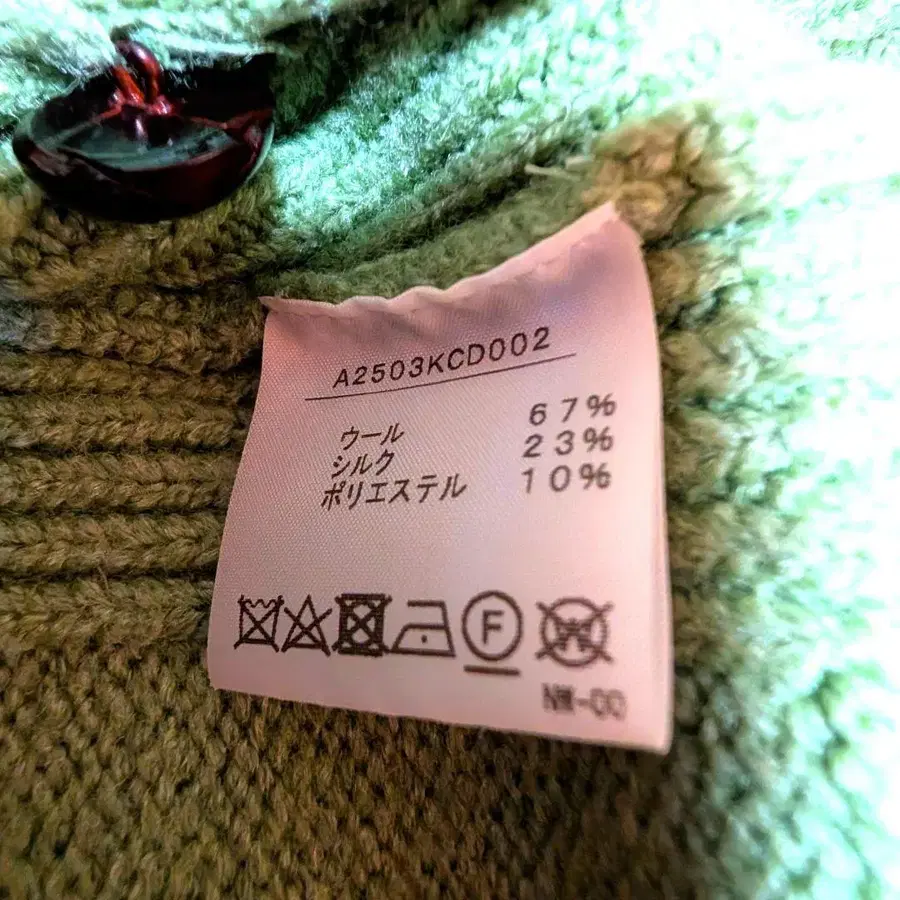 A2503KCD002
ウール 67%
シルク 23%
ポリエステル 10%
F W
NW-00